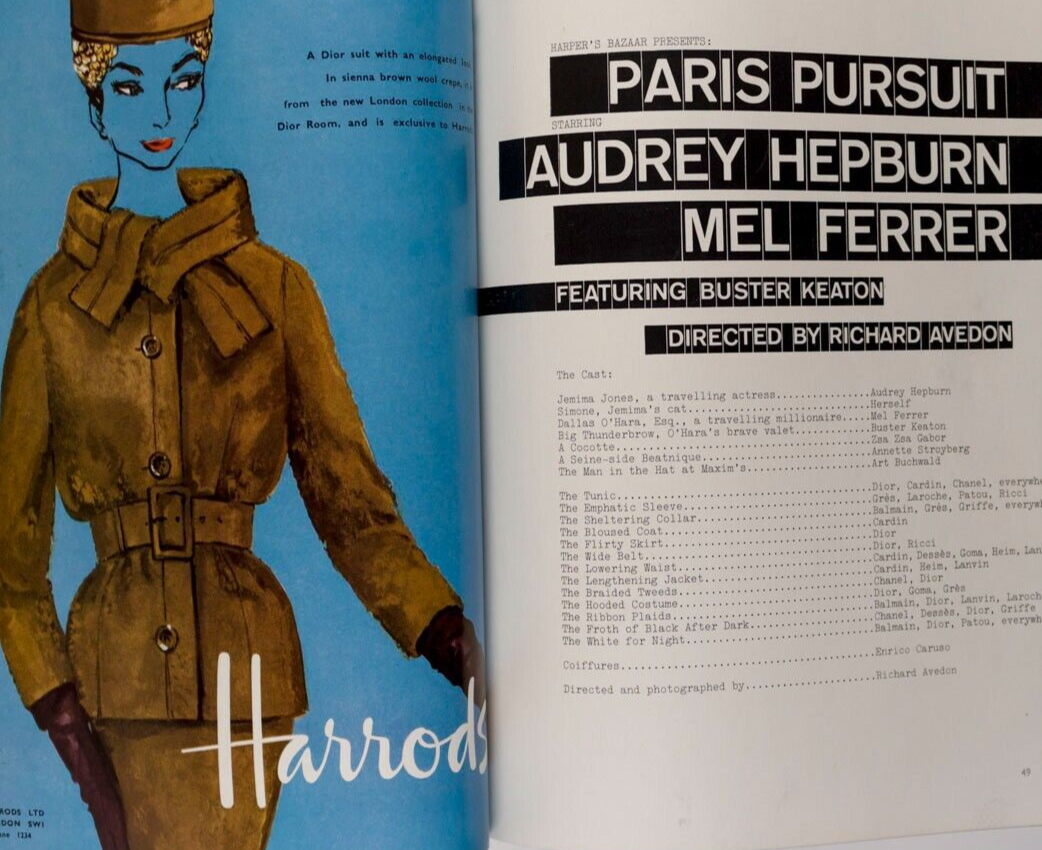 A Dior suit with an elongated
In sienna brown wool crepe,
from the new London collection in
Dior Room, and is exclusive to Harr
Harrods
RODS LTD
DON SW1
ne 1234
HARPER'S BAZAAR PRESENTS:
PARIS PURSUIT
STARRING
AUDREY HEPBURN
MEL FERRER
FEATURING BUSTER KEATON
DIRECTED BY RICHARD AVEDON
The Cast:
Jemima Jones, a travelling actress..............Audrey Hepburn
Simone, Jemima's cat...........................Herself
Dallas O'Hara, Esq., a travelling millionaire....Mel Ferrer
Big Thunderbrow, O'Hara's brave valet...........Buster Keaton
A Cocotte......................................Zsa Zsa Gabor
A Seine-side Beatnique.........................Annette Stroyberg
The Man in the Hat at Maxim's..................Art Buchwald
The Tunic......................................Dior, Cardin, Chanel, everywhe
The Emphatic Sleeve............................Grès, Laroche, Patou, Ricci
The Sheltering Collar..........................Balmain, Grès, Griffe, everywh
The Bloused Coat...............................Cardin
The Flirty Skirt...............................Dior
The Wide Belt..................................Dior, Ricci
The Lowering Waist.............................Cardin, Dessès, Goma, Heim, Lan
The Lengthening Jacket.........................Cardin, Heim, Lanvin
The Braided Tweeds.............................Chanel, Dior
The Hooded Costume.............................Dior, Goma, Grès
The Ribbon Plaids..............................Balmain, Dior, Lanvin, Laroch
The Froth of Black After Dark..................Chanel, Dessès, Dior, Griffe
The White for Night............................Balmain, Dior, Patou, everywh
Coiffures......................................Enrico Caruso
Directed and photographed by...................Richard Avedon
49